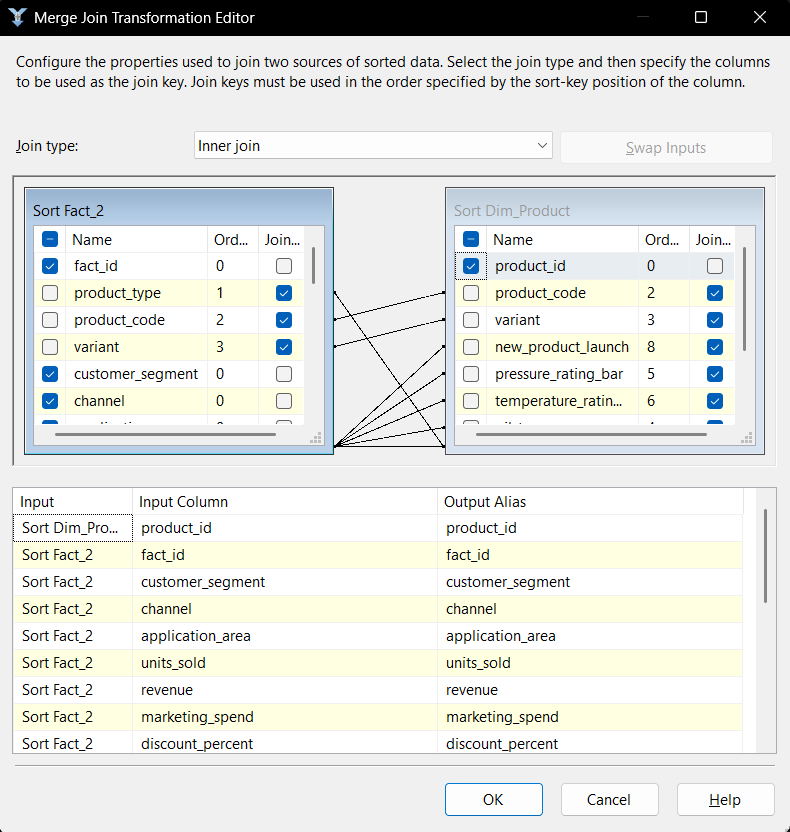 Merge Join Transformation Editor
Configure the properties used to join two sources of sorted data. Select the join type and then specify the columns
to be used as the join key. Join keys must be used in the order specified by the sort-key position of the column.
Join type: Inner join Swap Inputs
Sort Fact_2
Name Ord... Join...
fact_id 0
product_type 1
product_code 2
variant 3
customer_segment 0
channel 0
Sort Dim_Product
Name Ord... Join...
product_id 0
product_code 2
variant 3
new_product_launch 8
pressure_rating_bar 5
temperature_ratin... 6
Input Input Column Output Alias
Sort Dim_Pro... product_id product_id
Sort Fact_2 fact_id fact_id
Sort Fact_2 customer_segment customer_segment
Sort Fact_2 channel channel
Sort Fact_2 application_area application_area
Sort Fact_2 units_sold units_sold
Sort Fact_2 revenue revenue
Sort Fact_2 marketing_spend marketing_spend
Sort Fact_2 discount_percent discount_percent
OK Cancel Help